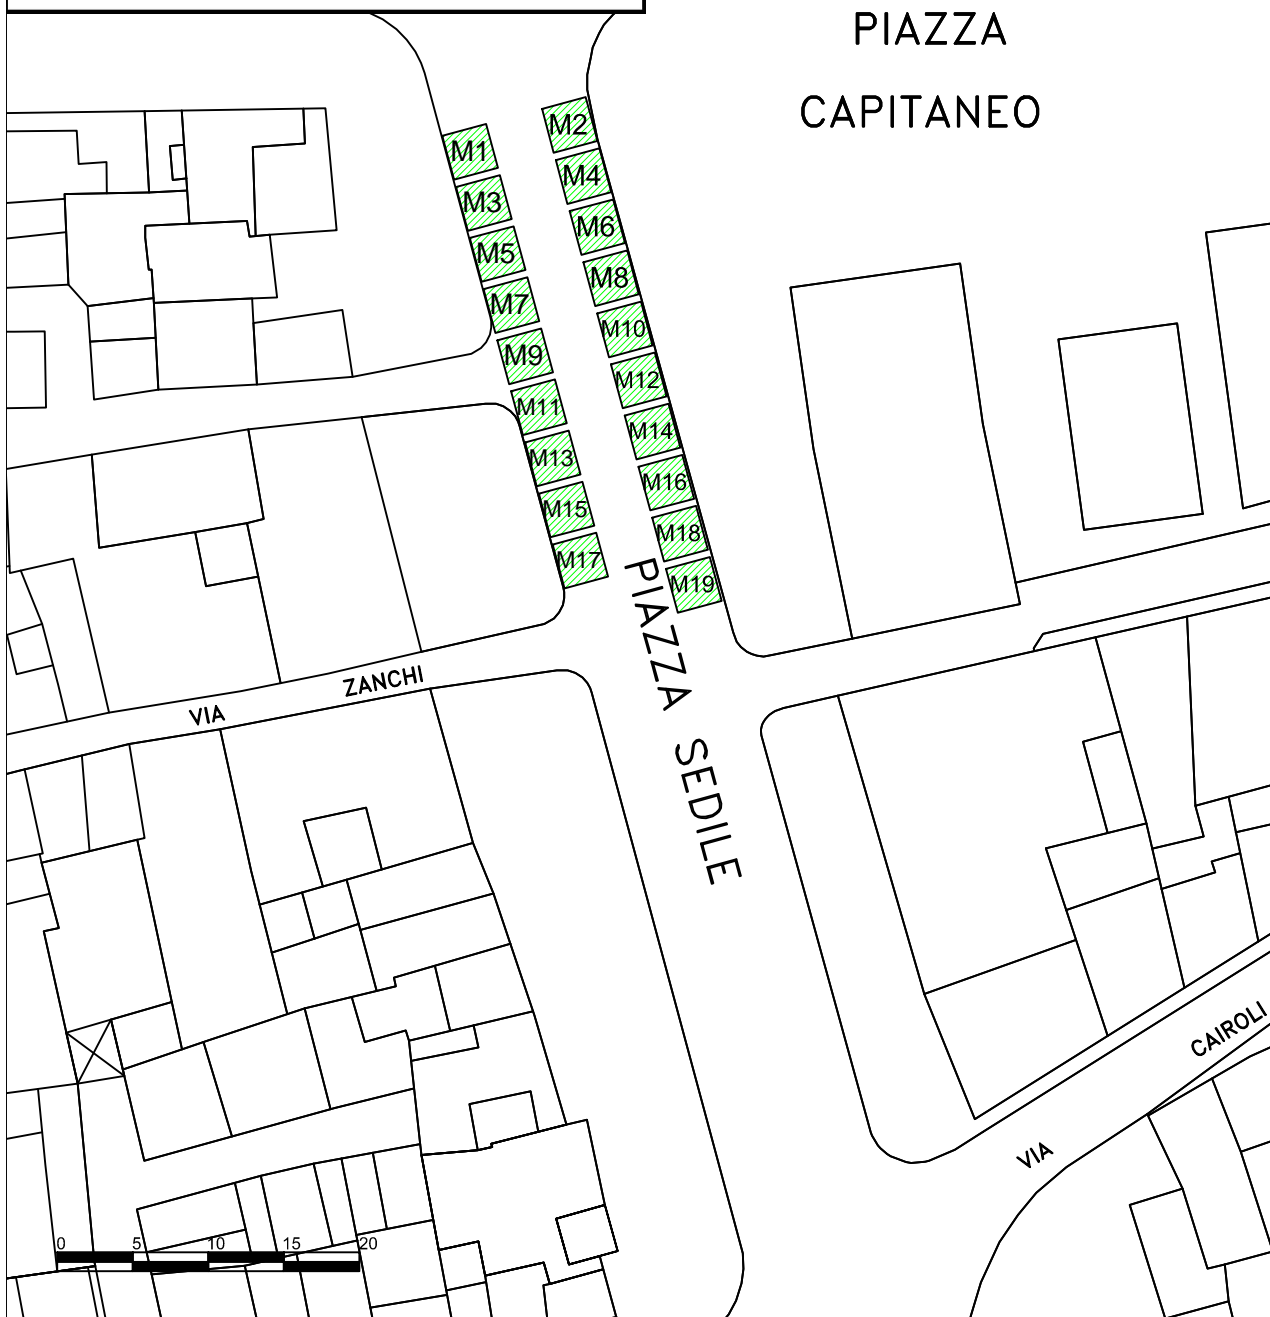 PIAZZA
CAPITANEO
M1
M2
M3
M4
M5
M6
M7
M8
M9
M10
M11
M12
M13
M14
M15
M16
M17
M18
M19
PIAZZA SEDILE
VIA ZANCHI
VIA CAIROLI
0 5 10 15 20